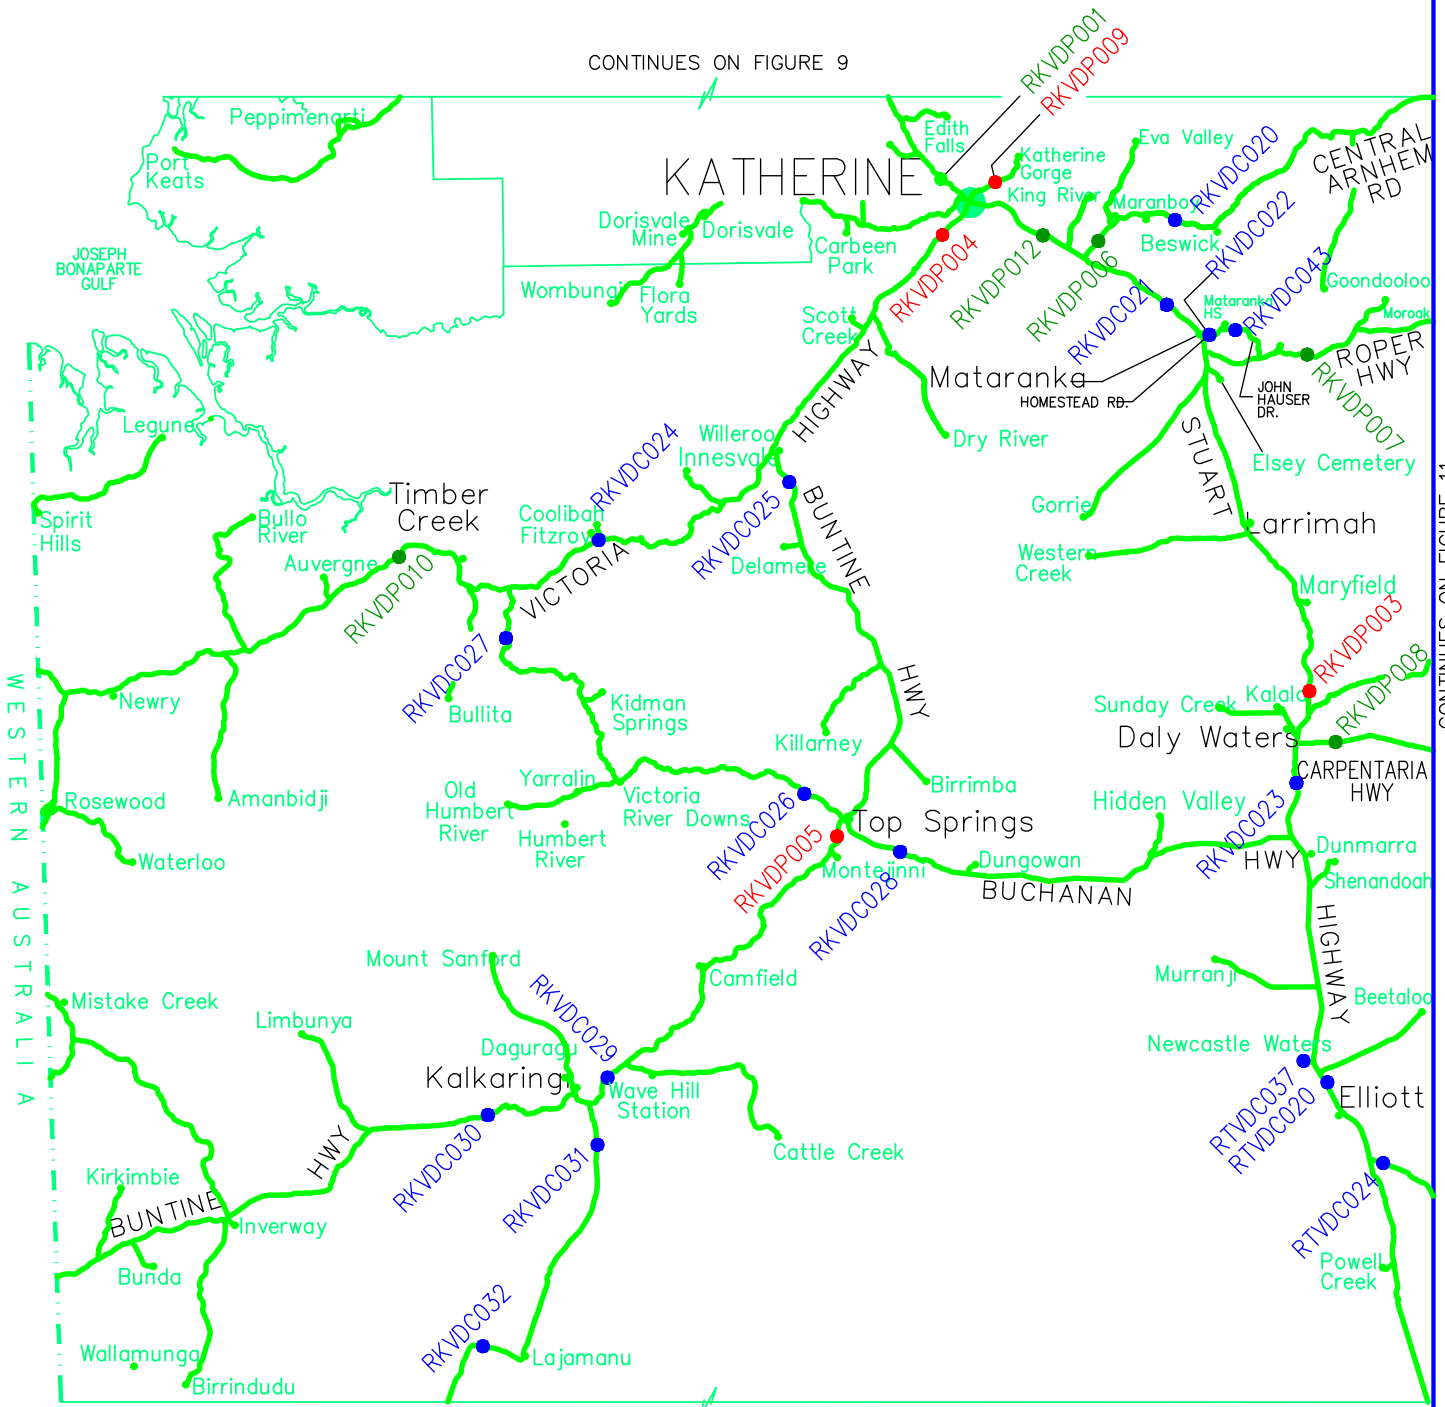 CONTINUES ON FIGURE 9
RKVDP001
RKVDP009
Peppimenarti
Port
Keats
Edith
Falls
KATHERINE
Katherine
Gorge
King River
Eva Valley
RKVDC020
CENTRAL
ARNHEM
RD
Maranboy
Beswick
RKVDC022
Dorisvale
Mine
Dorisvale
Carbeen
Park
RKVDP004
RKVDP012
RKVDP006
RKVDC021
JOSEPH
BONAPARTE
GULF
Wombungi
Flora
Yards
Scott
Creek
Mataranka
HS
RKVDC043
Goondooloo
Moroak
ROPER
HWY
RKVDP007
HIGHWAY
Mataranka
HOMESTEAD RD.
JOHN
HAUSER
DR.
Legune
Willeroo
Innesvale
Dry River
STUART
Elsey Cemetery
RKVDC024
RKVDC025
BUNTINE
Timber
Creek
Spirit
Hills
Bullo
River
Coolibah
Fitzroy
Gorrie
Larrimah
Auvergne
RKVDP010
VICTORIA
Delamere
Western
Creek
Maryfield
RKVDP003
RKVDC027
HWY
RKVDP008
CONTINUES ON FIGURE 11
WESTERN AUSTRALIA
Newry
Bullita
Kidman
Springs
Killarney
Sunday Creek
Kalala
Daly Waters
CARPENTARIA
HWY
Rosewood
Amanbidji
Old
Humbert
River
Yarralin
Victoria
River Downs
Humbert
River
Birrimba
Hidden Valley
RKVDC026
Top Springs
RKVDC023
Waterloo
RKVDP005
Montejinni
RKVDC028
Dungowan
BUCHANAN
HWY
Dunmarra
Shenandoah
HIGHWAY
Mount Sanford
Camfield
Murranji
Beetaloo
Mistake Creek
Limbunya
RKVDC029
Daguragu
Kalkaringi
Wave Hill
Station
Newcastle Waters
Elliott
RTVDC037
RTVDC020
RKVDC030
RKVDC031
Cattle Creek
HWY
Kirkimbie
BUNTINE
Inverway
RTVDC024
Bunda
Powell
Creek
RKVDC032
Wallamunga
Lajamanu
Birrindudu